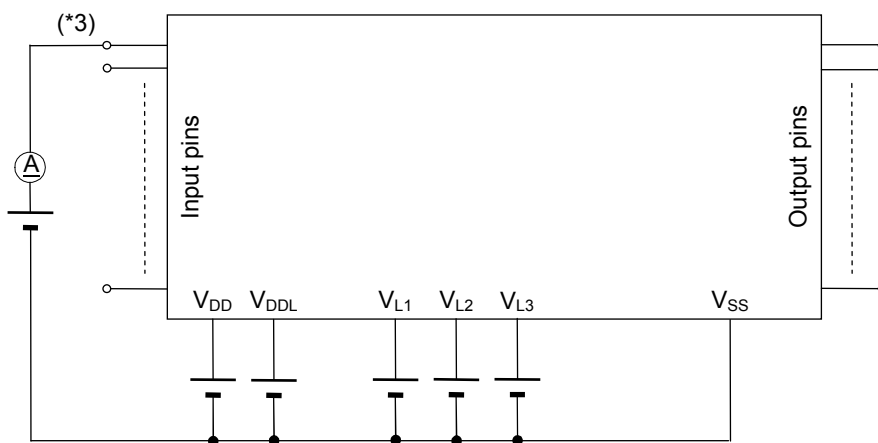 (*3)
A
Input pins
Output pins
VDD VDDL VL1 VL2 VL3 VSS